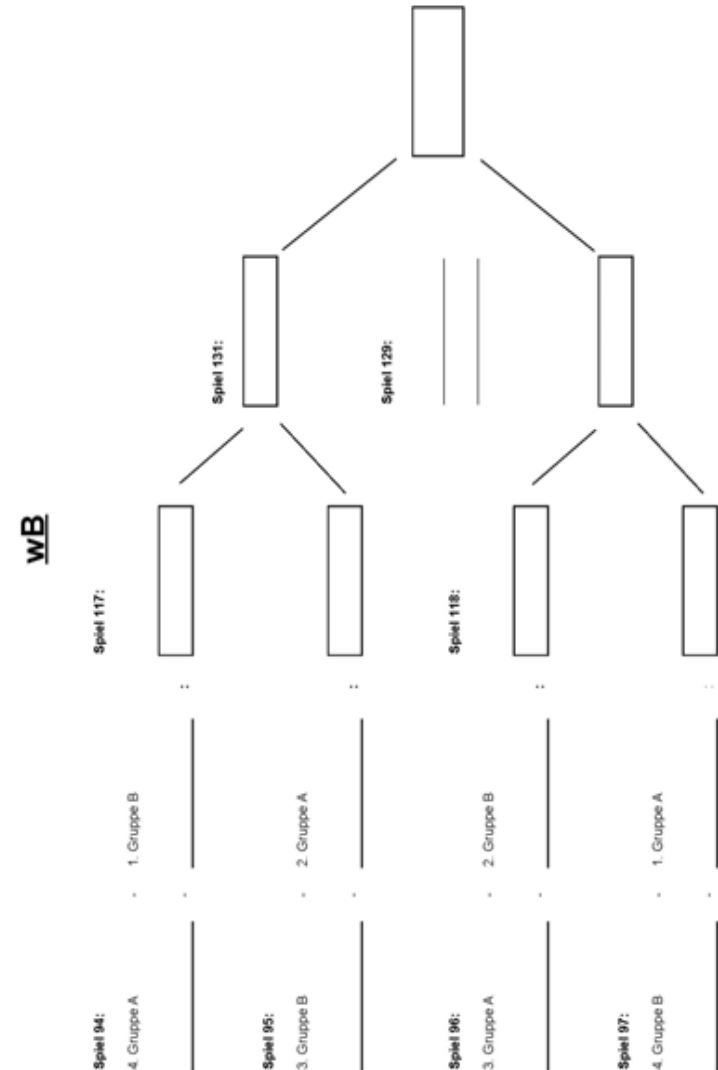 wB
Spiel 94:
4. Gruppe A - 1. Gruppe B
- :
Spiel 95:
3. Gruppe B - 2. Gruppe A
- :
Spiel 96:
3. Gruppe A - 2. Gruppe B
- :
Spiel 97:
4. Gruppe B - 1. Gruppe A
- :
Spiel 117:
Spiel 118:
Spiel 131:
Spiel 129: